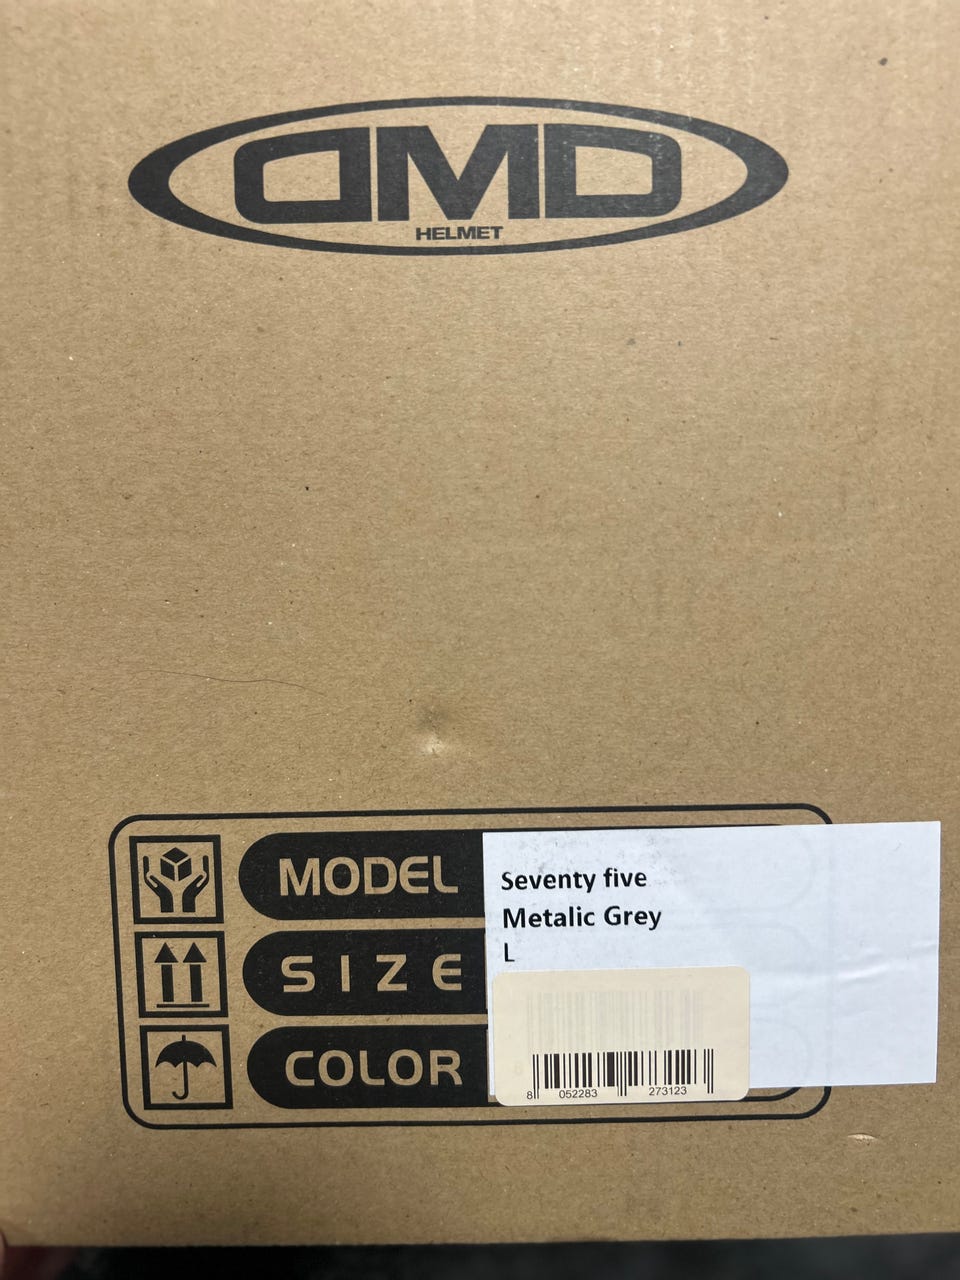 DMD
HELMET
MODEL
Seventy five
Metalic Grey
SIZE
L
COLOR
8 052283 273123